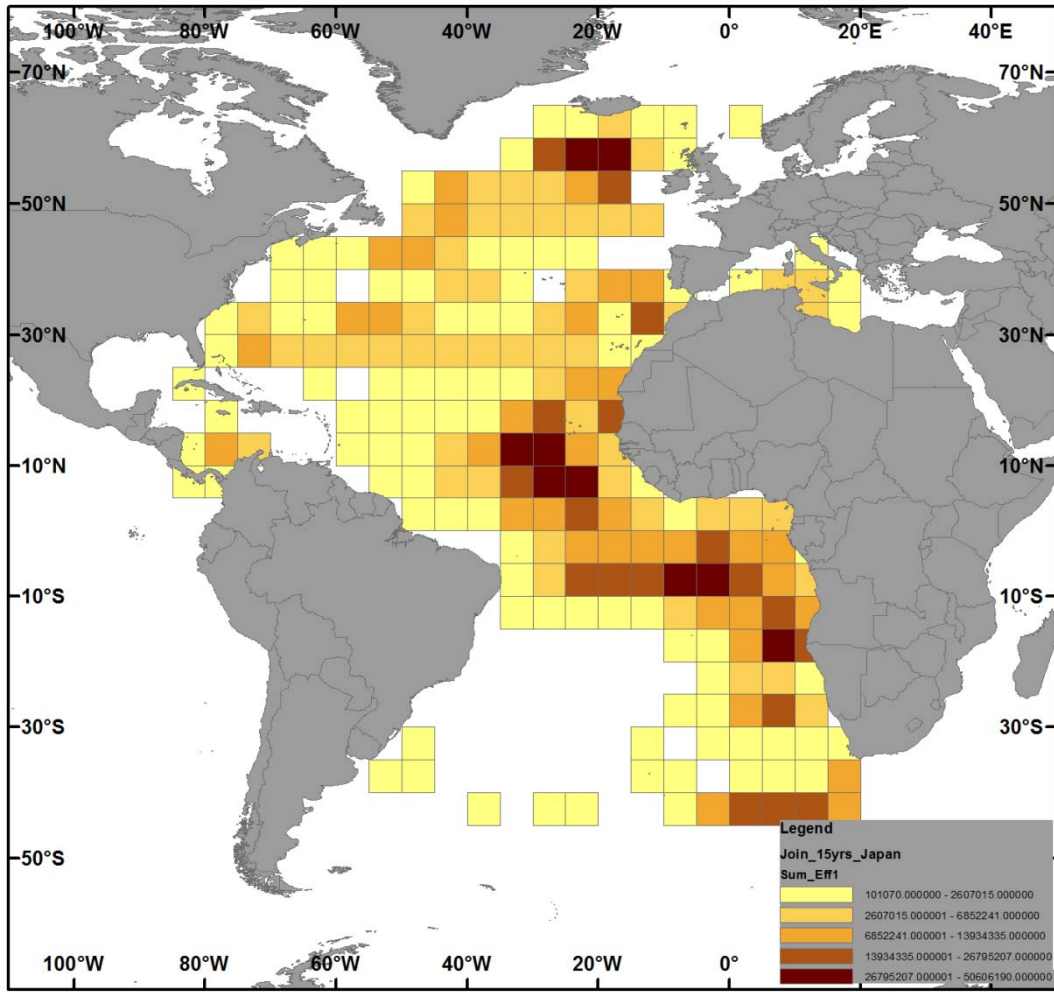 100°W 80°W 60°W 40°W 20°W 0° 20°E 40°E
70°N 70°N
50°N 50°N
30°N 30°N
10°N 10°N
10°S 10°S
30°S 30°S
Legend
Join_15yrs_Japan
50°S Sum_Eff1
101070.000000 - 2607015.000000
2607015.000001 - 6852241.000000
6852241.000001 - 13934335.000000
13934335.000001 - 26795207.000000
26795207.000001 - 50606190.000000
100°W 80°W 60°W 40°W 20°W 0°